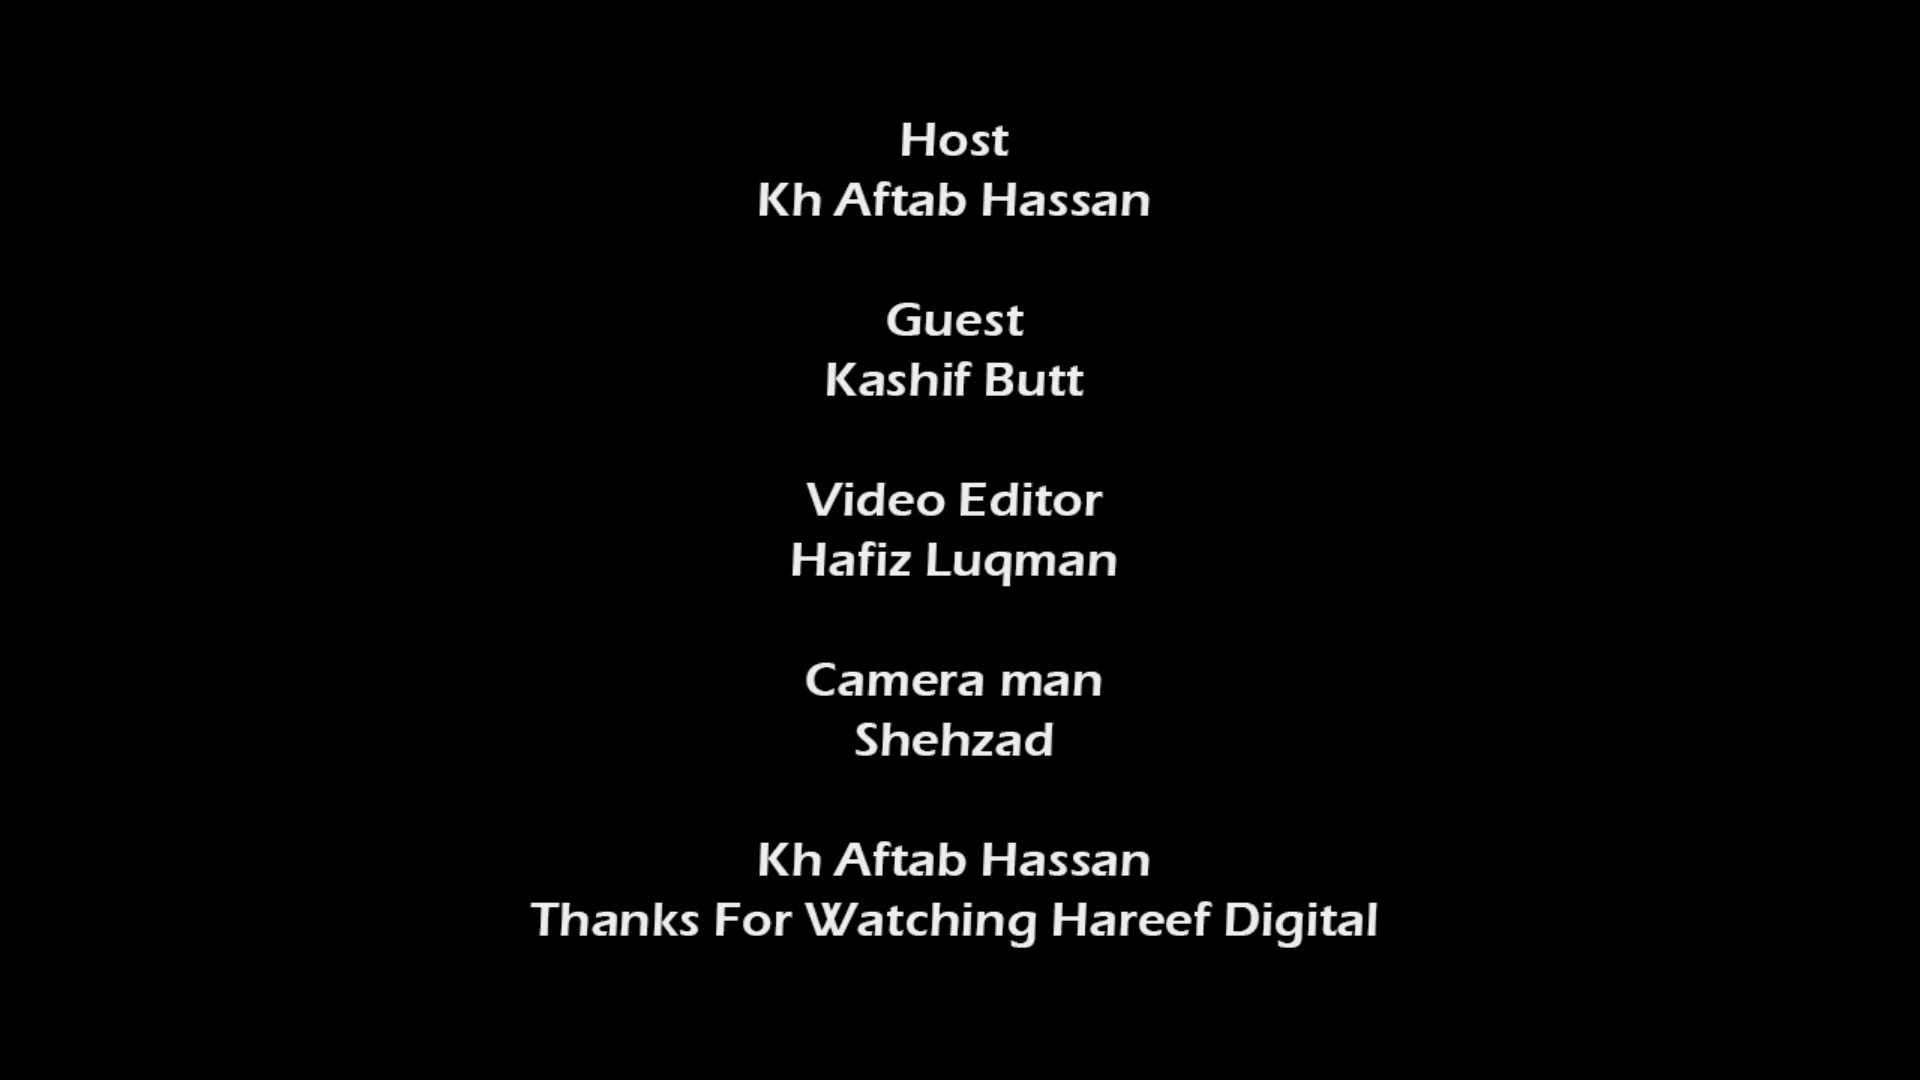 Host
Kh Aftab Hassan
Guest
Kashif Butt
Video Editor
Hafiz Luqman
Camera man
Shehzad
Kh Aftab Hassan
Thanks For Watching Hareef Digital